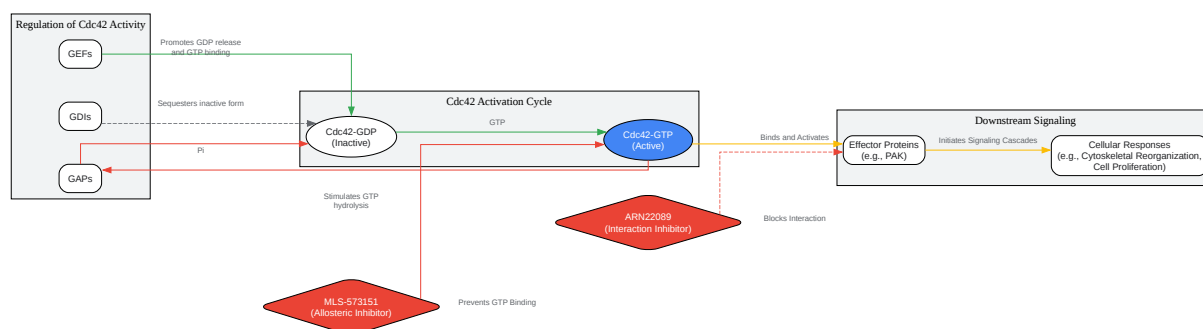 Regulation of Cdc42 Activity
GEFs
Promotes GDP release
and GTP binding
GDIs
Sequesters inactive form
GAPs
Pi
Cdc42 Activation Cycle
Cdc42-GDP
(Inactive)
GTP
Cdc42-GTP
(Active)
Stimulates GTP
hydrolysis
Binds and Activates
Downstream Signaling
Effector Proteins
(e.g., PAK)
Initiates Signaling Cascades
Cellular Responses
(e.g., Cytoskeletal Reorganization,
Cell Proliferation)
ARN22089
(Interaction Inhibitor)
Blocks Interaction
MLS-573151
(Allosteric Inhibitor)
Prevents GTP Binding